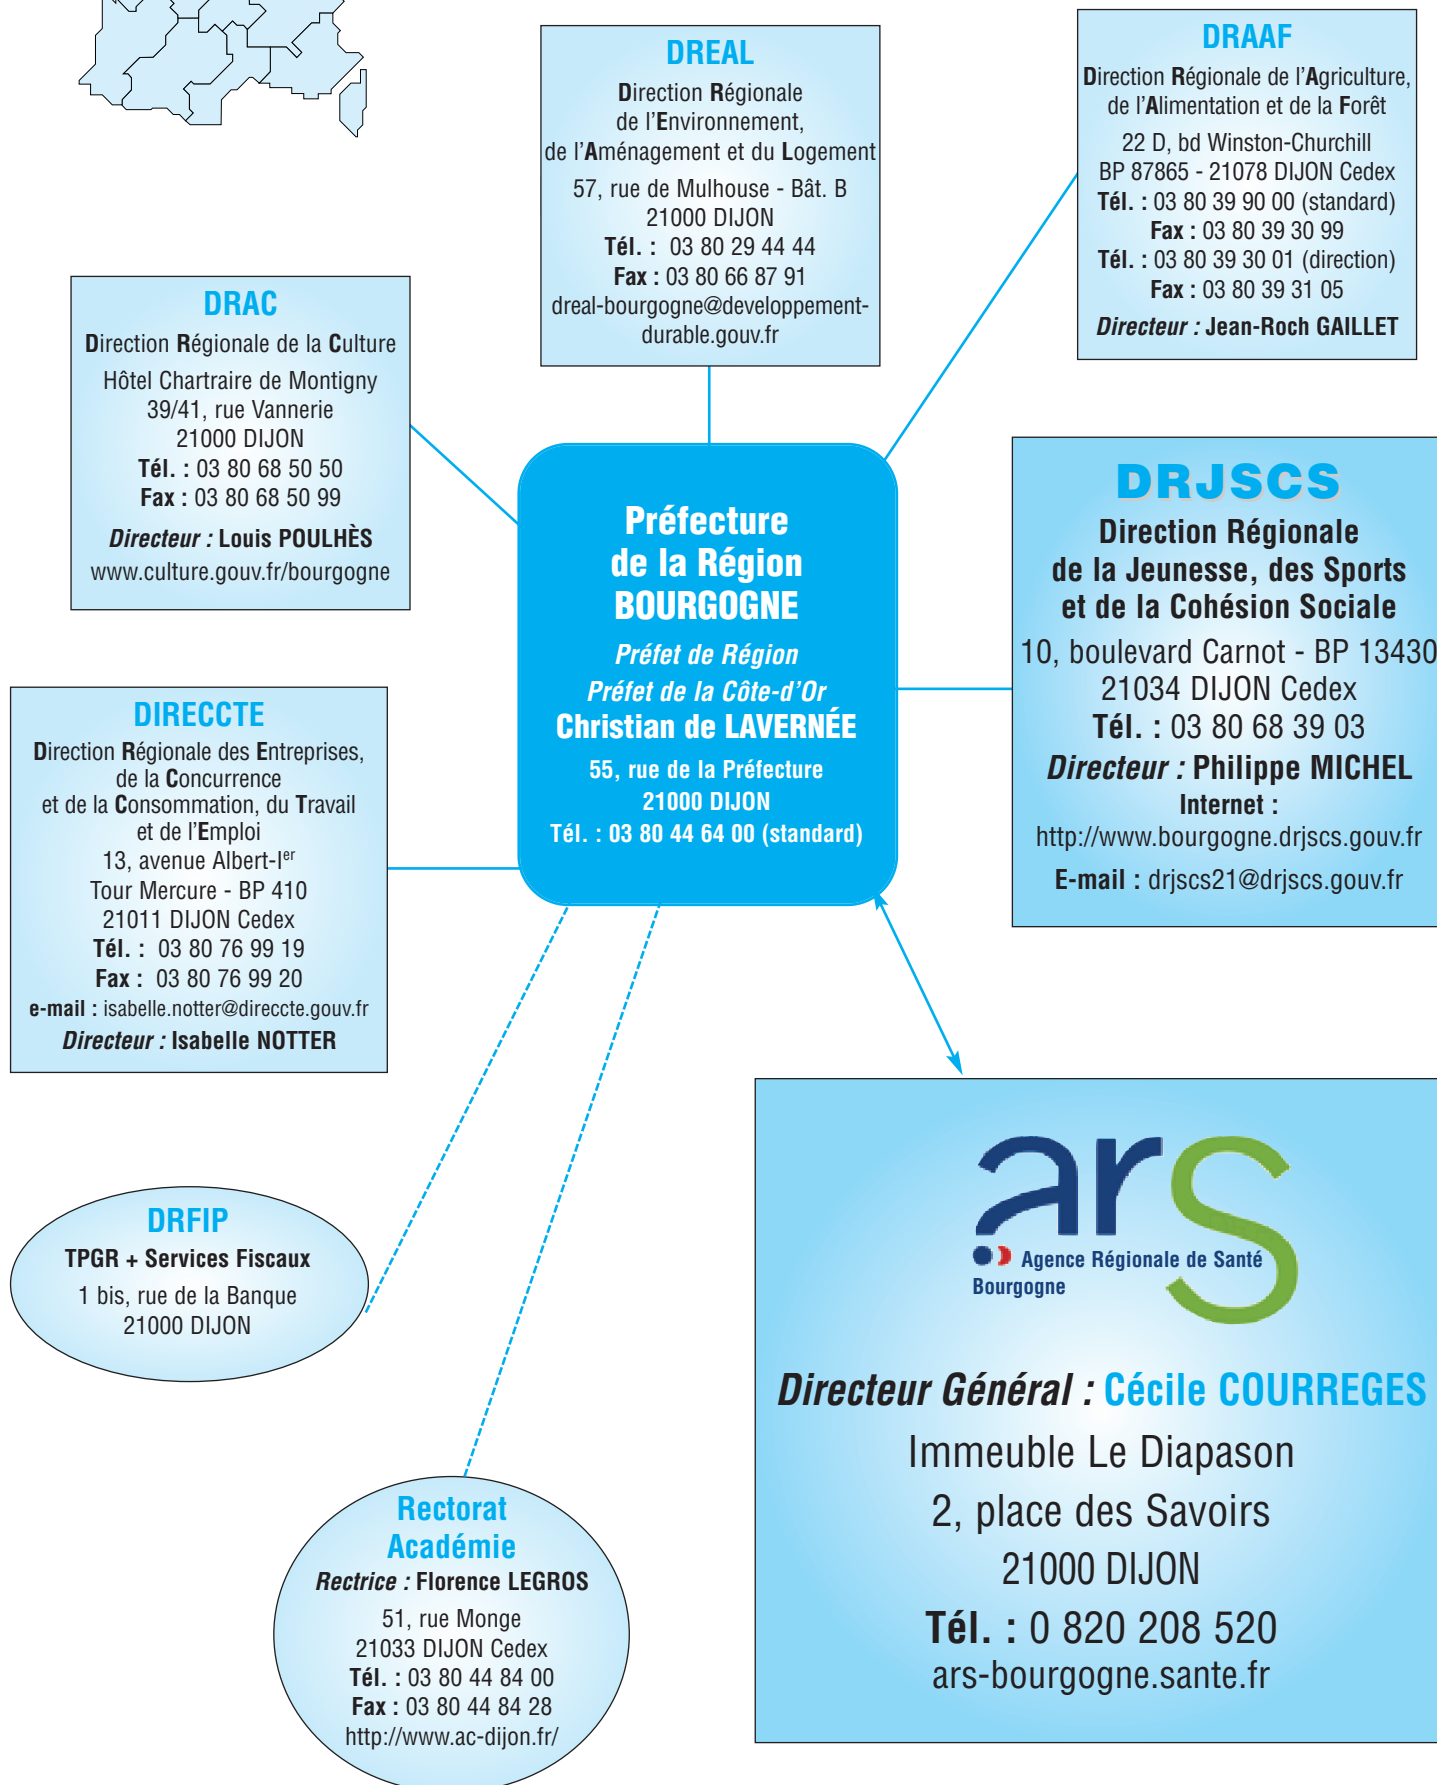 DREAL
Direction Régionale
de l'Environnement,
de l'Aménagement et du Logement
57, rue de Mulhouse - Bât. B
21000 DIJON
Tél. : 03 80 29 44 44
Fax : 03 80 66 87 91
dreal-bourgogne@developpement-
durable.gouv.fr
DRAAF
Direction Régionale de l'Agriculture,
de l'Alimentation et de la Forêt
22 D, bd Winston-Churchill
BP 87865 - 21078 DIJON Cedex
Tél. : 03 80 39 90 00 (standard)
Fax : 03 80 39 30 99
Tél. : 03 80 39 30 01 (direction)
Fax : 03 80 39 31 05
Directeur : Jean-Roch GAILLET
DRAC
Direction Régionale de la Culture
Hôtel Chartraire de Montigny
39/41, rue Vannerie
21000 DIJON
Tél. : 03 80 68 50 50
Fax : 03 80 68 50 99
Directeur : Louis POULHÈS
www.culture.gouv.fr/bourgogne
Préfecture
de la Région
BOURGOGNE
Préfet de Région
Préfet de la Côte-d'Or
Christian de LAVERNÉE
55, rue de la Préfecture
21000 DIJON
Tél. : 03 80 44 64 00 (standard)
DRJSCS
Direction Régionale
de la Jeunesse, des Sports
et de la Cohésion Sociale
10, boulevard Carnot - BP 13430
21034 DIJON Cedex
Tél. : 03 80 68 39 03
Directeur : Philippe MICHEL
Internet :
http://www.bourgogne.drjscs.gouv.fr
E-mail : drjscs21@drjscs.gouv.fr
DIRECCTE
Direction Régionale des Entreprises,
de la Concurrence
et de la Consommation, du Travail
et de l'Emploi
13, avenue Albert-Ier
Tour Mercure - BP 410
21011 DIJON Cedex
Tél. : 03 80 76 99 19
Fax : 03 80 76 99 20
e-mail : isabelle.notter@direccte.gouv.fr
Directeur : Isabelle NOTTER
DRFIP
TPGR + Services Fiscaux
1 bis, rue de la Banque
21000 DIJON
ars
Agence Régionale de Santé
Bourgogne
Directeur Général : Cécile COURREGES
Immeuble Le Diapason
2, place des Savoirs
21000 DIJON
Tél. : 0 820 208 520
ars-bourgogne.sante.fr
Rectorat
Académie
Rectrice : Florence LEGROS
51, rue Monge
21033 DIJON Cedex
Tél. : 03 80 44 84 00
Fax : 03 80 44 84 28
http://www.ac-dijon.fr/